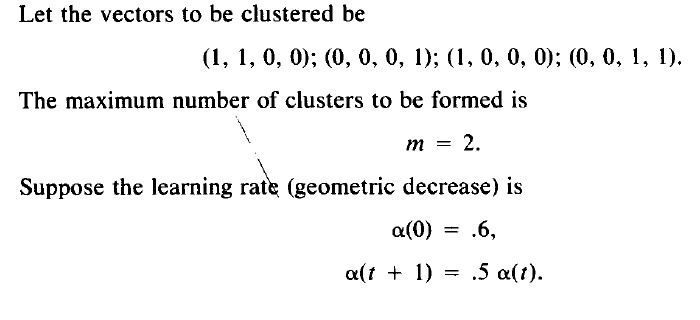 Let the vectors to be clustered be
(1, 1, 0, 0); (0, 0, 0, 1); (1, 0, 0, 0); (0, 0, 1, 1).
The maximum number of clusters to be formed is
m = 2.
Suppose the learning rate (geometric decrease) is
α(0) = .6,
α(t + 1) = .5 α(t).